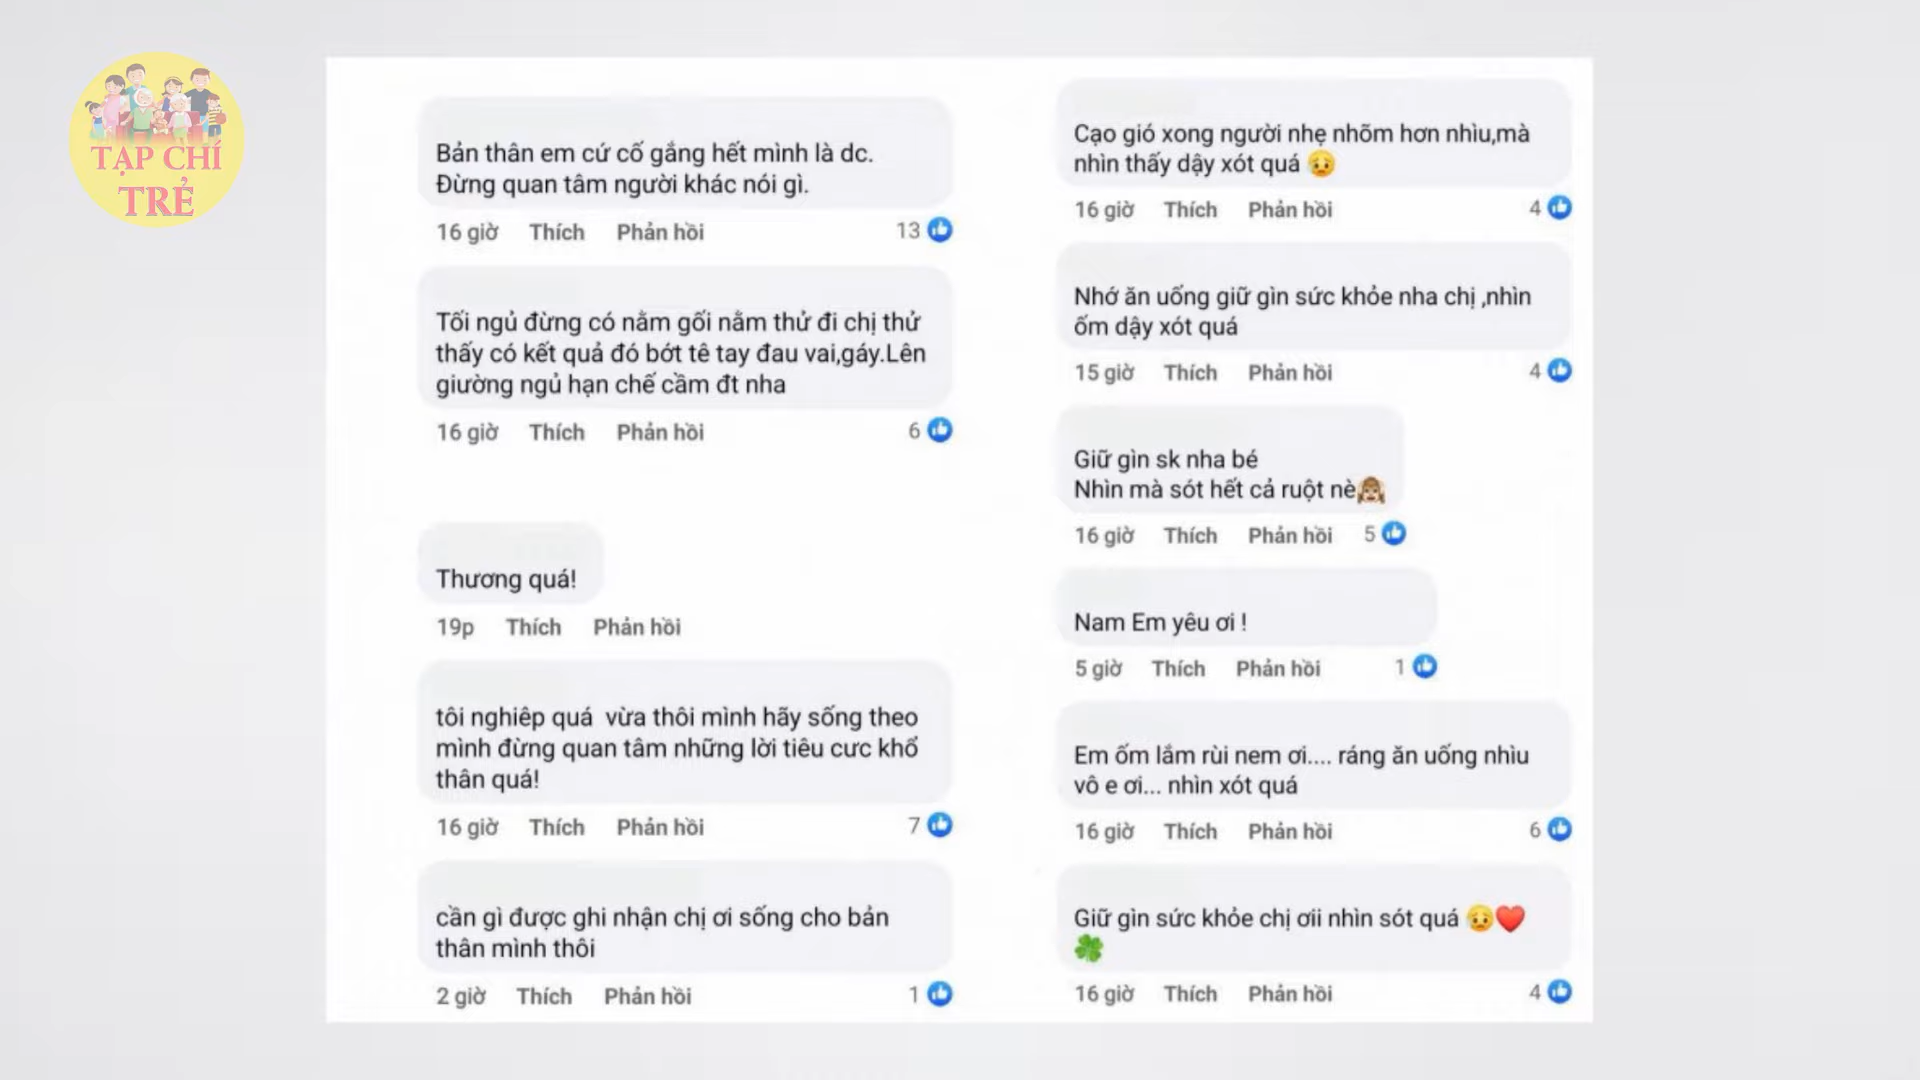 TẠP CHÍ
TRẺ
Bản thân em cứ cố gắng hết mình là dc.
Đừng quan tâm người khác nói gì.
16 giờ Thích Phản hồi 13
Tối ngủ đừng có nằm gối nằm thử đi chị thử
thấy có kết quả đó bớt tê tay đau vai,gáy.Lên
giường ngủ hạn chế cầm đt nha
16 giờ Thích Phản hồi 6
Thương quá!
19p Thích Phản hồi
tôi nghiêp quá vừa thôi mình hãy sống theo
mình đừng quan tâm những lời tiêu cưc khổ
thân quá!
16 giờ Thích Phản hồi 7
cần gì được ghi nhận chị ơi sống cho bản
thân mình thôi
2 giờ Thích Phản hồi 1
Cạo gió xong người nhẹ nhõm hơn nhìu,mà
nhìn thấy dậy xót quá 😥
16 giờ Thích Phản hồi 4
Nhớ ăn uống giữ gìn sức khỏe nha chị ,nhìn
ốm dậy xót quá
15 giờ Thích Phản hồi 4
Giữ gìn sk nha bé
Nhìn mà sót hết cả ruột nè🙈
16 giờ Thích Phản hồi 5
Nam Em yêu ơi !
5 giờ Thích Phản hồi 1
Em ốm lắm rùi nem ơi.... ráng ăn uống nhìu
vô e ơi... nhìn xót quá
16 giờ Thích Phản hồi 6
Giữ gìn sức khỏe chị ơii nhìn sót quá 😥❤️
🍀
16 giờ Thích Phản hồi 4